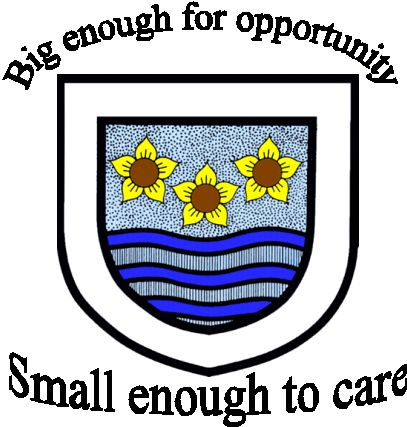 Big enough for opportunity
Small enough to care